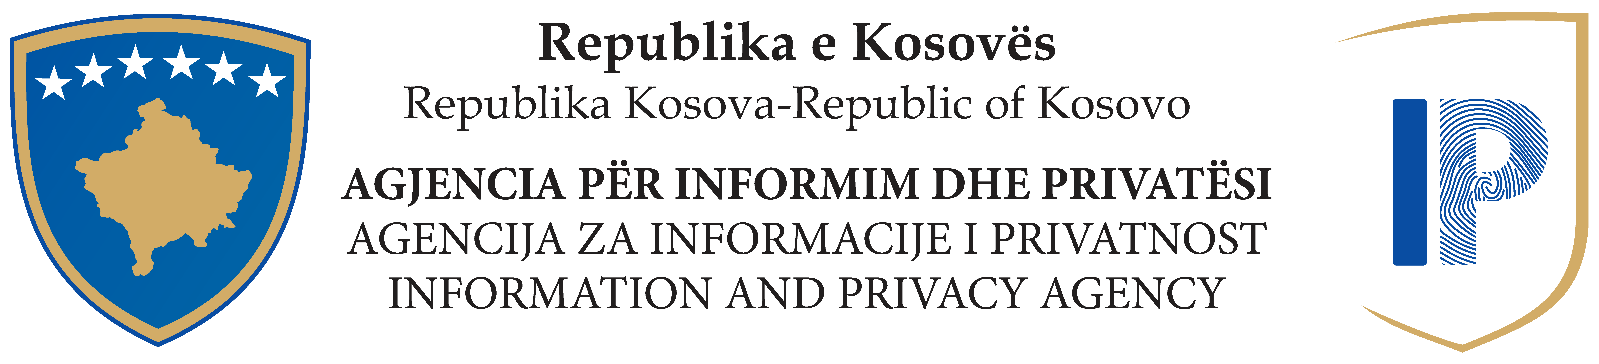 Republika e Kosovës
Republika Kosova-Republic of Kosovo
AGJENCIA PËR INFORMIM DHE PRIVATËSI
AGENCIJA ZA INFORMACIJE I PRIVATNOST
INFORMATION AND PRIVACY AGENCY
IP